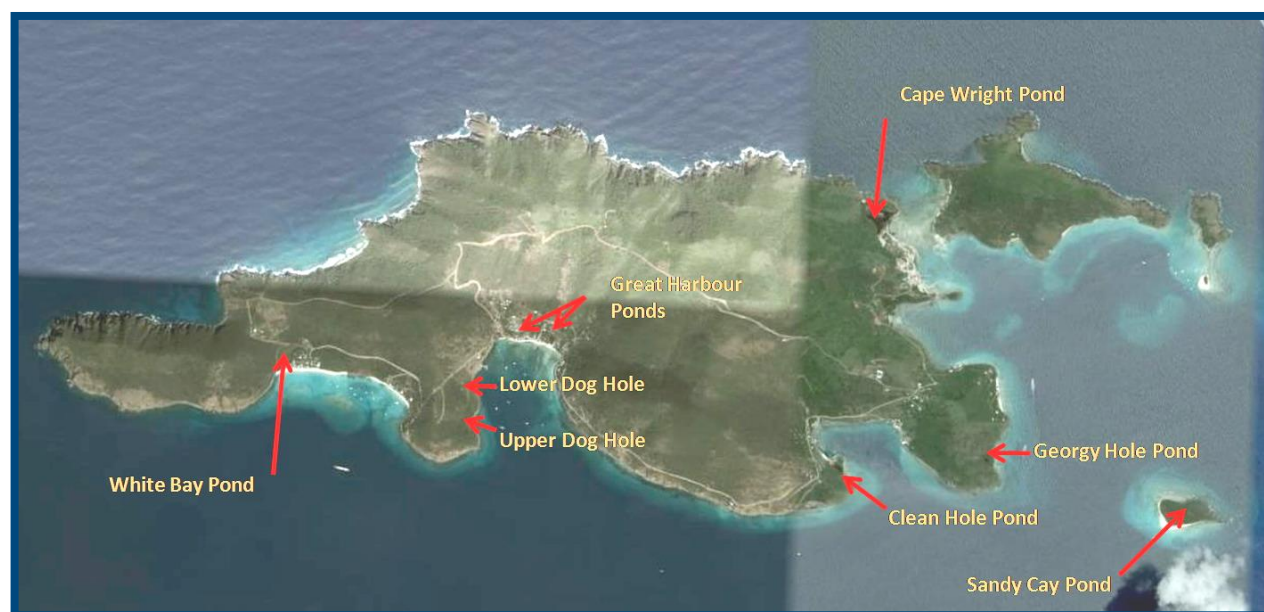 Cape Wright Pond
Great Harbour
Ponds
Lower Dog Hole
Upper Dog Hole
Georgy Hole Pond
White Bay Pond
Clean Hole Pond
Sandy Cay Pond